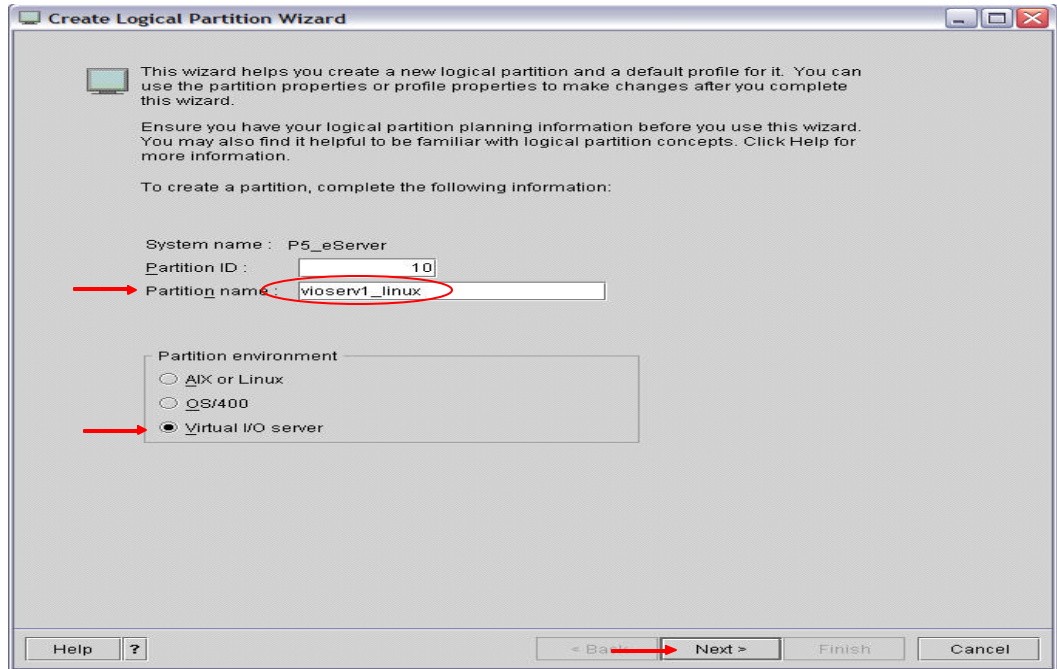 Create Logical Partition Wizard
This wizard helps you create a new logical partition and a default profile for it. You can
use the partition properties or profile properties to make changes after you complete
this wizard.
Ensure you have your logical partition planning information before you use this wizard.
You may also find it helpful to be familiar with logical partition concepts. Click Help for
more information.
To create a partition, complete the following information:
System name : P5_eServer
Partition ID : 10
Partition name : vioserv1_linux
Partition environment
AIX or Linux
OS/400
Virtual I/O server
Help ? < Back Next > Finish Cancel